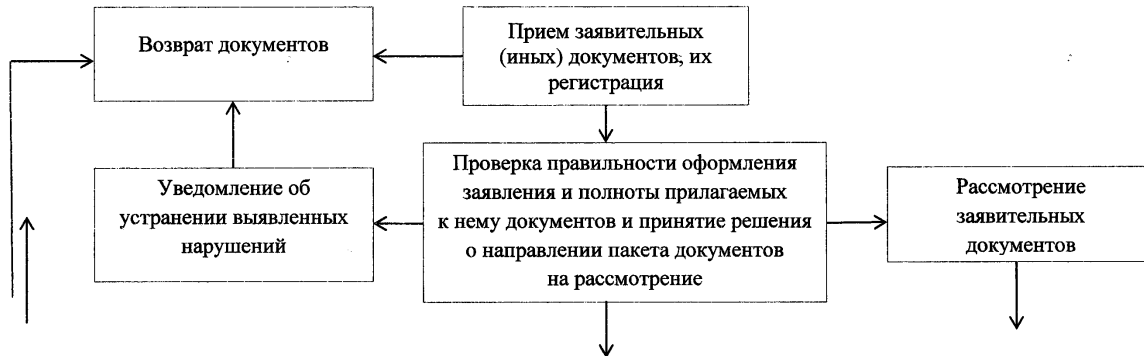 Возврат документов
Прием заявительных
(иных) документов, их
регистрация
Уведомление об
устранении выявленных
нарушений
Проверка правильности оформления
заявления и полноты прилагаемых
к нему документов и принятие решения
о направлении пакета документов
на рассмотрение
Рассмотрение
заявительных
документов